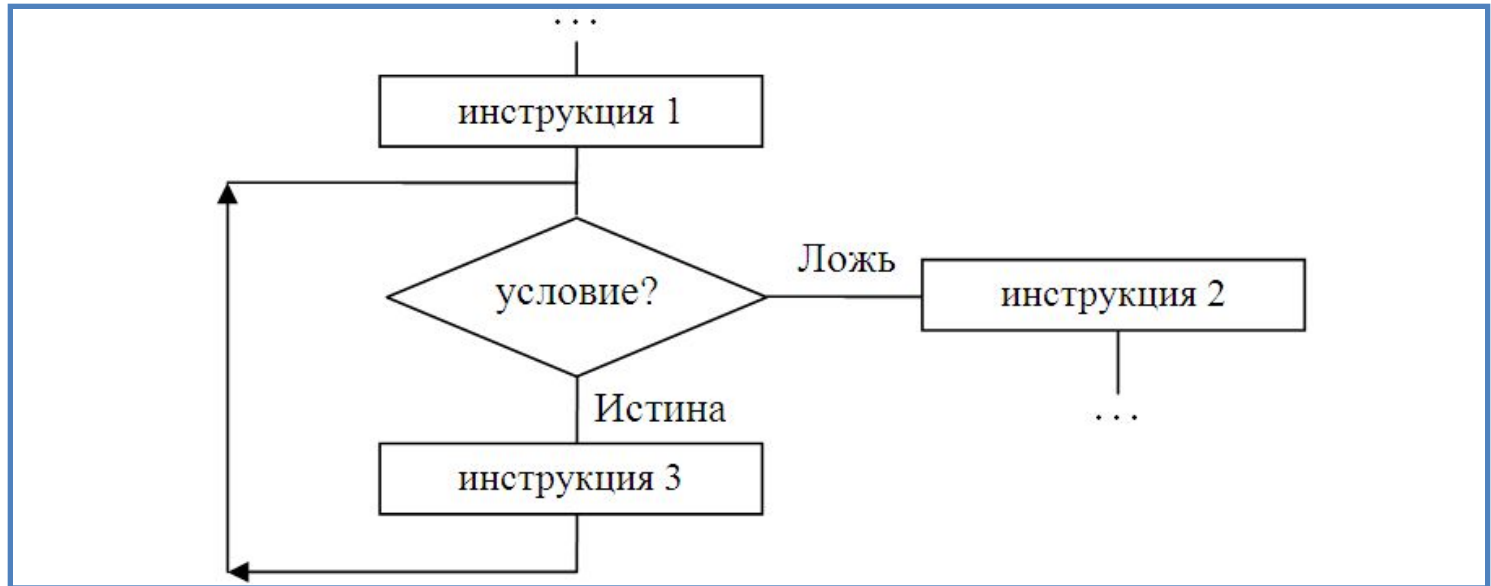 ...
инструкция 1
Ложь
условие?
инструкция 2
Истина
...
инструкция 3